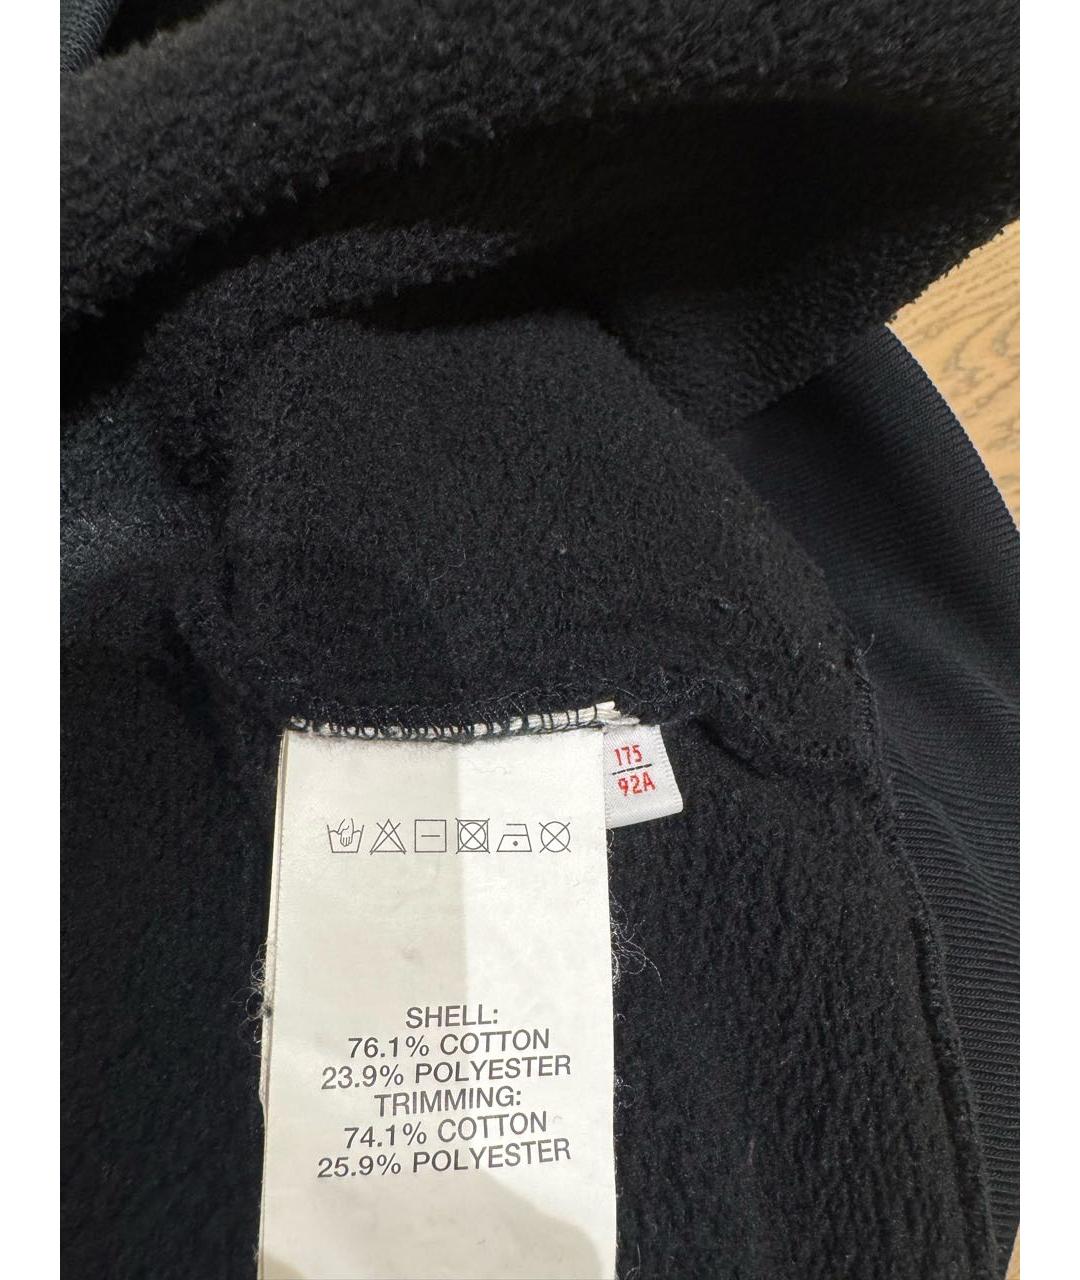 175
92A
SHELL:
76.1% COTTON
23.9% POLYESTER
TRIMMING:
74.1% COTTON
25.9% POLYESTER